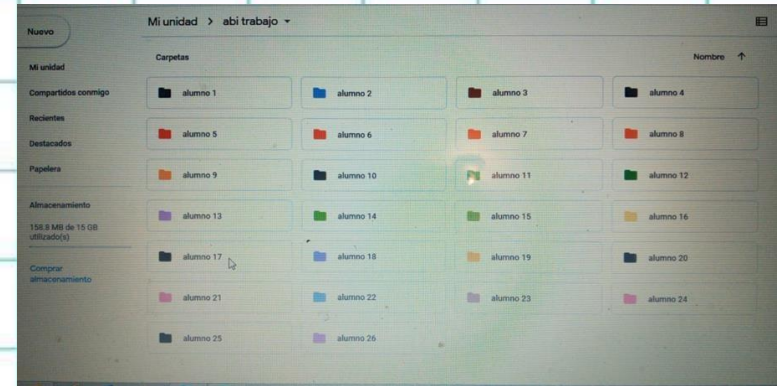 Mi unidad > abi trabajo
Nuevo
Carpetas
Nombre ↑
Mi unidad
Compartidos conmigo
Recientes
Destacados
Papelera
Almacenamiento
158.8 MB de 15 GB
utilizado(s)
Comprar
almacenamiento
alumno 1
alumno 2
alumno 3
alumno 4
alumno 5
alumno 6
alumno 7
alumno 8
alumno 9
alumno 10
alumno 11
alumno 12
alumno 13
alumno 14
alumno 15
alumno 16
alumno 17
alumno 18
alumno 19
alumno 20
alumno 21
alumno 22
alumno 23
alumno 24
alumno 25
alumno 26